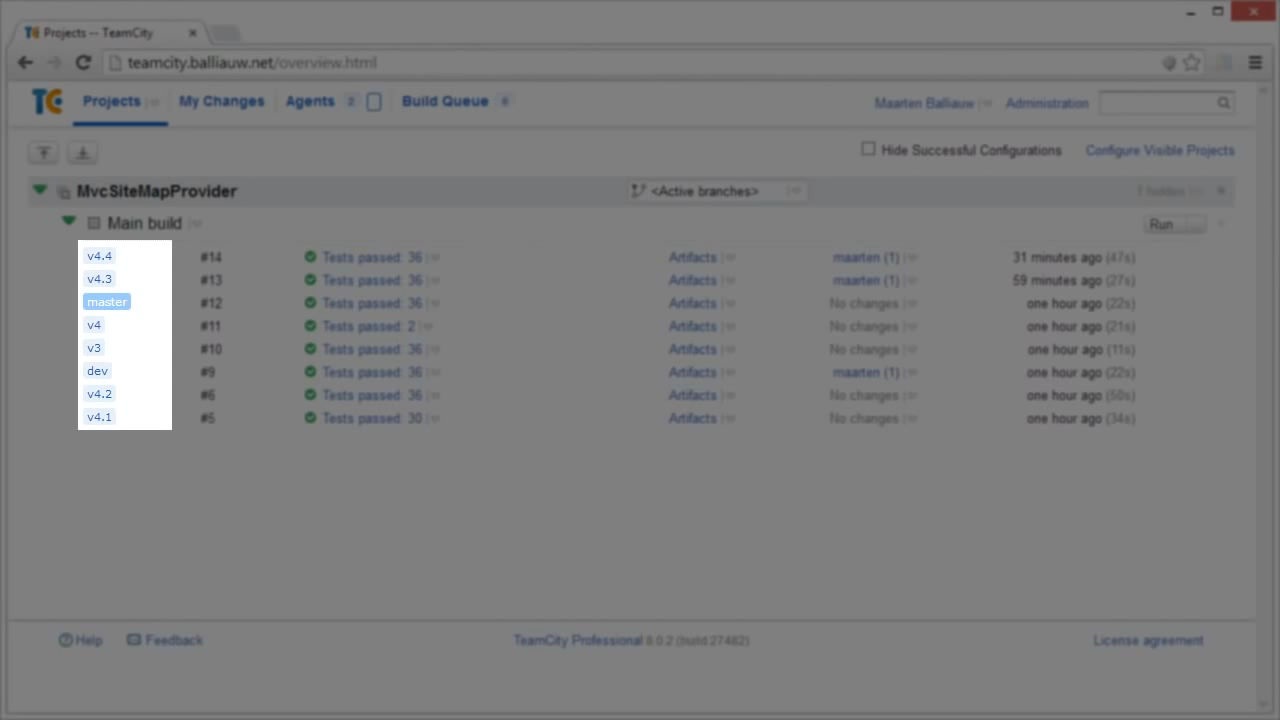 Projects -- TeamCity
teamcity.balliauw.net/overview.html
TC Projects My Changes Agents 2 Build Queue Maarten Balliauw Administration
Hide Successful Configurations Configure Visible Projects
MvcSiteMapProvider <Active branches> hidden
Main build Run
v4.4 #14 Tests passed: 36 Artifacts maarten (1) 31 minutes ago (47s)
v4.3 #13 Tests passed: 36 Artifacts maarten (1) 59 minutes ago (27s)
master #12 Tests passed: 36 Artifacts No changes one hour ago (22s)
v4 #11 Tests passed: 2 Artifacts No changes one hour ago (21s)
v3 #10 Tests passed: 36 Artifacts No changes one hour ago (11s)
dev #9 Tests passed: 36 Artifacts maarten (1) one hour ago (22s)
v4.2 #6 Tests passed: 36 Artifacts No changes one hour ago (50s)
v4.1 #5 Tests passed: 30 Artifacts No changes one hour ago (34s)
Help Feedback TeamCity Professional 8.0.2 (build 27482) License agreement